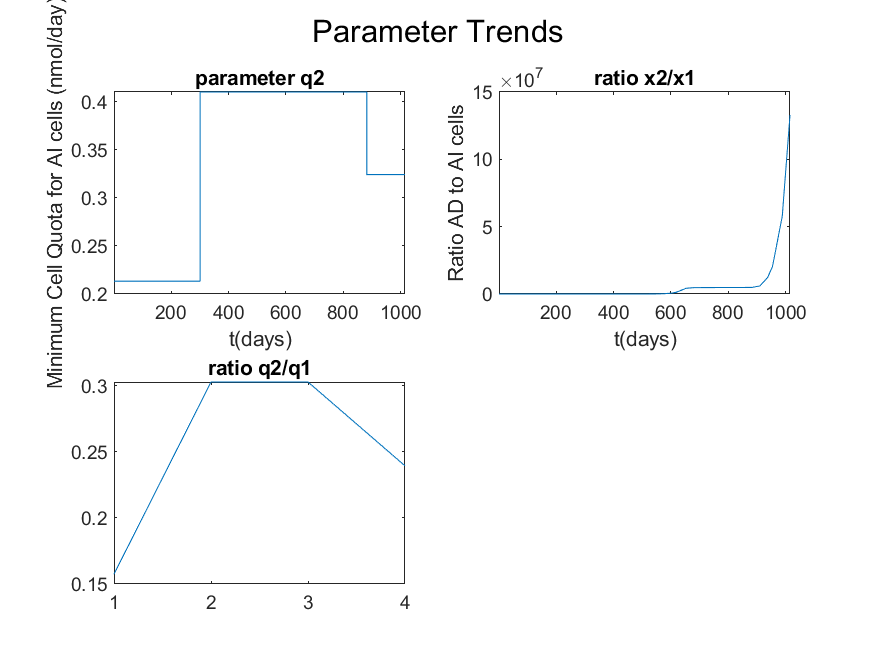 Parameter Trends
parameter q2
Minimum Cell Quota for AI cells (nmol/day)
0.4
0.35
0.3
0.25
0.2
200 400 600 800 1000
t(days)
ratio x2/x1
×10^7
Ratio AD to AI cells
15
10
5
0
200 400 600 800 1000
t(days)
ratio q2/q1
0.3
0.25
0.2
0.15
1 2 3 4